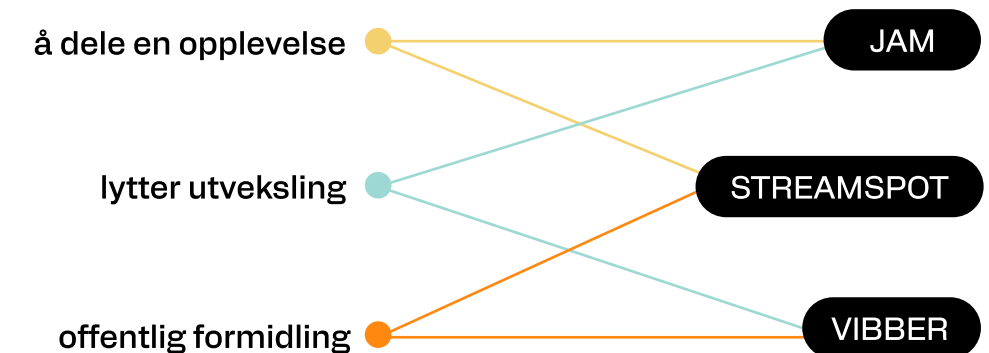 å dele en opplevelse
JAM
lytter utveksling
STREAMSPOT
offentlig formidling
VIBBER